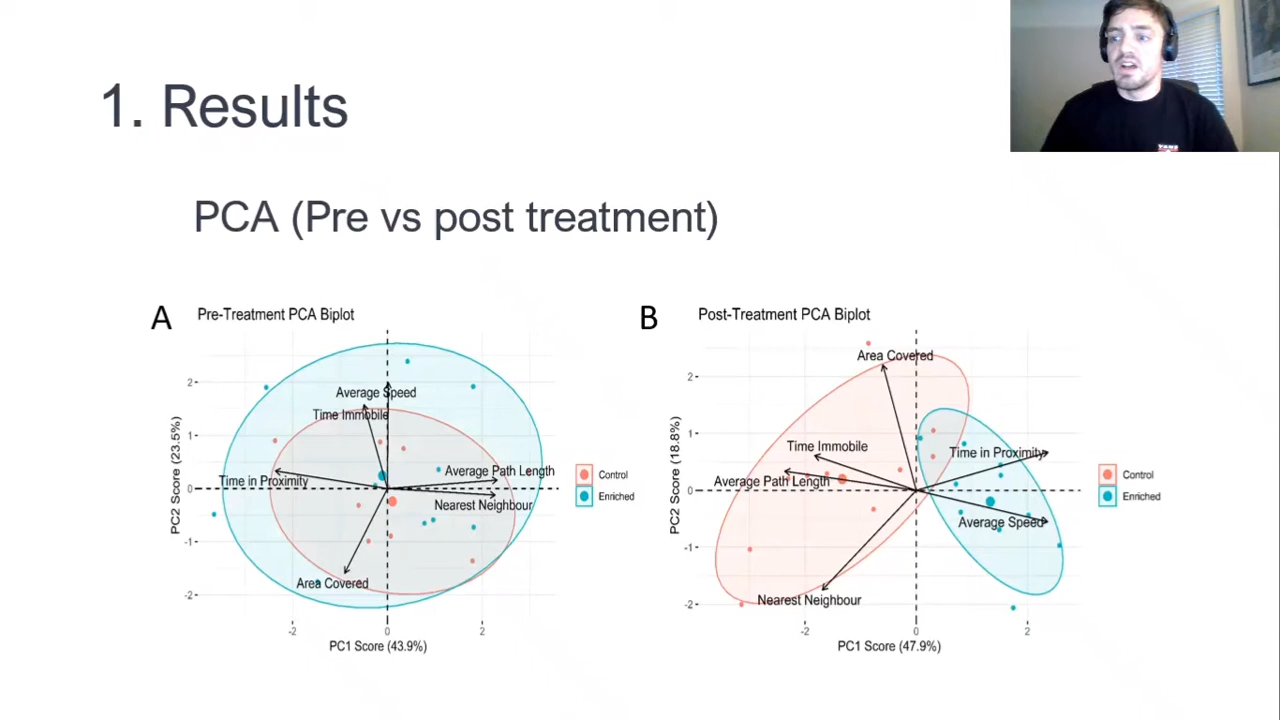 1. Results
PCA (Pre vs post treatment)
A
Pre-Treatment PCA Biplot
PC2 Score (23.5%)
2
1
0
-1
-2
Average Speed
Time Immobile
Time in Proximity
Average Path Length
Nearest Neighbour
Area Covered
-2
0
2
PC1 Score (43.9%)
Control
Enriched
B
Post-Treatment PCA Biplot
PC2 Score (18.8%)
2
1
0
-1
-2
Area Covered
Time Immobile
Average Path Length
Time in Proximity
Average Speed
Nearest Neighbour
-2
0
2
PC1 Score (47.9%)
Control
Enriched